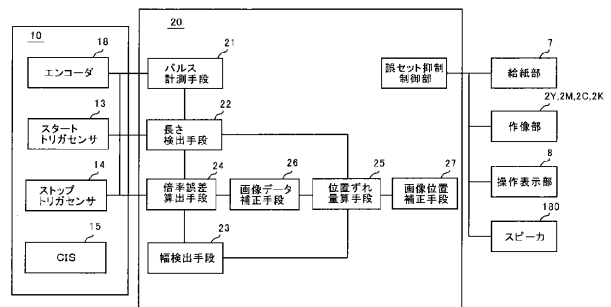 10
18
エンコーダ
13
スタート
トリガセンサ
14
ストップ
トリガセンサ
15
CIS
20
21
パルス
計測手段
22
長さ
検出手段
24
倍率誤差
算出手段
26
画像データ
補正手段
25
位置ずれ
量算手段
27
画像位置
補正手段
23
幅検出手段
誤セット抑制
制御部
7
給紙部
2Y,2M,2C,2K
作像部
8
操作表示部
180
スピーカ